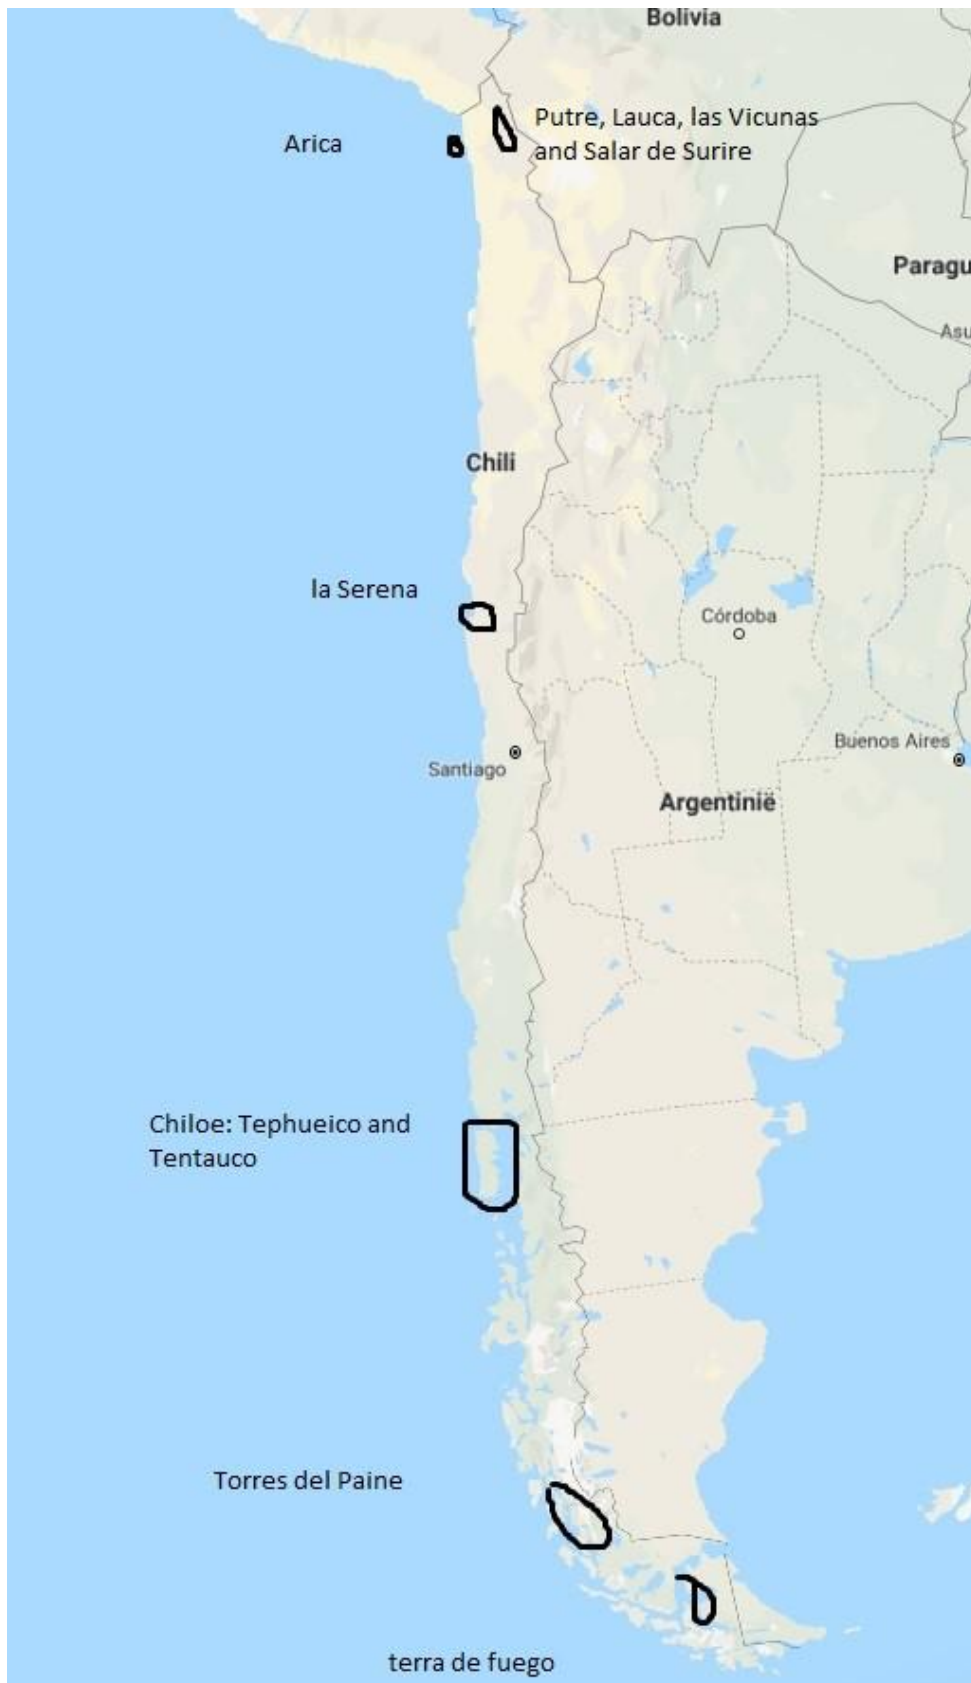 Bolivia
Putre, Lauca, las Vicunas
and Salar de Surire
Arica
Paragu
Asu
Chili
la Serena
Córdoba
Buenos Aires
Santiago
Argentinië
Chiloe: Tephueico and
Tentauco
Torres del Paine
terra de fuego